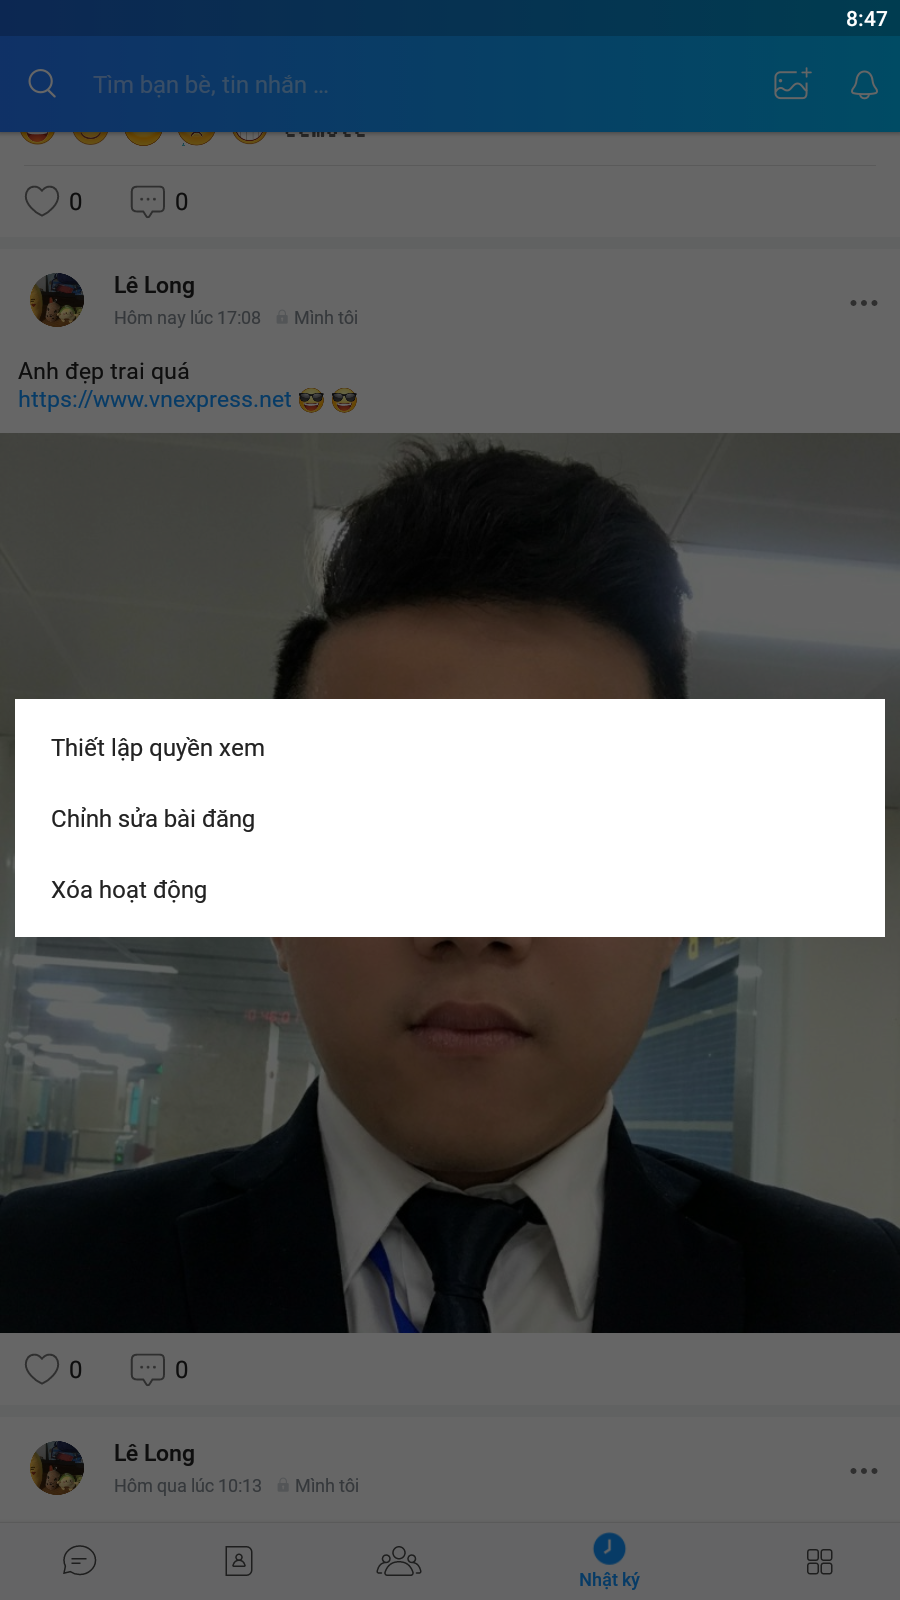 8:47
Tìm bạn bè, tin nhắn ...
0
0
Lê Long
Hôm nay lúc 17:08 Mình tôi
Anh đẹp trai quá
https://www.vnexpress.net
Thiết lập quyền xem
Chỉnh sửa bài đăng
Xóa hoạt động
0
0
Lê Long
Hôm qua lúc 10:13 Mình tôi
Nhật ký